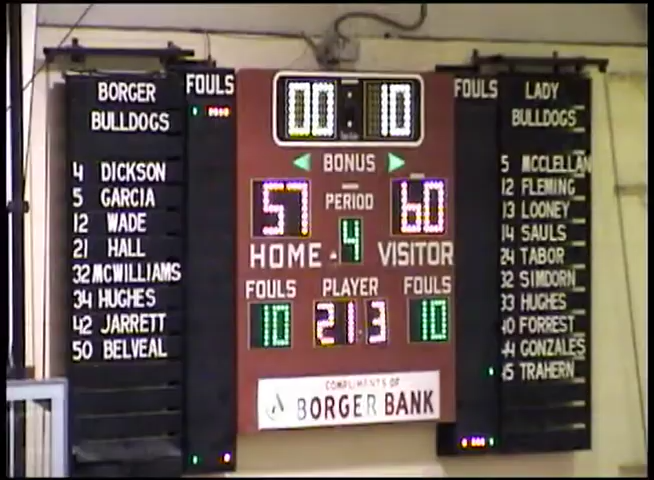 BORGER
BULLDOGS
4 DICKSON
5 GARCIA
12 WADE
21 HALL
32 MCWILLIAMS
34 HUGHES
42 JARRETT
50 BELVEAL
FOULS
00:10
BONUS
57
PERIOD
4
60
HOME
VISITOR
FOULS
PLAYER
FOULS
10
21 3
10
COMPLIMENTS OF
BORGER BANK
FOULS
LADY
BULLDOGS
5 MCCLELLAN
12 FLEMING
13 LOONEY
14 SAULS
24 TABOR
32 SIMDORN
33 HUGHES
40 FORREST
44 GONZALES
45 TRAHERN